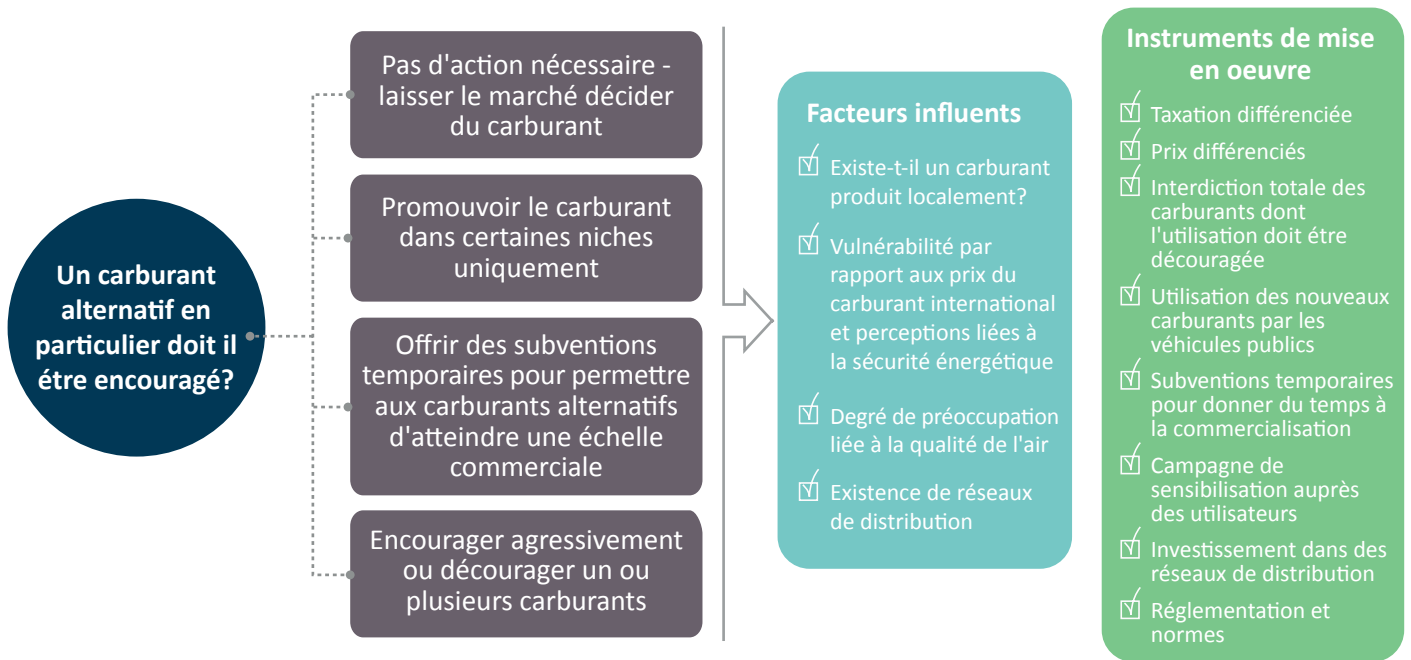 Un carburant
alternatif en
particulier doit il
étre encouragé?
Pas d'action nécessaire -
laisser le marché décider
du carburant
Promouvoir le carburant
dans certaines niches
uniquement
Offrir des subventions
temporaires pour permettre
aux carburants alternatifs
d'atteindre une échelle
commerciale
Encourager agressivement
ou décourager un ou
plusieurs carburants
Facteurs influents
Existe-t-il un carburant
produit localement?
Vulnérabilité par
rapport aux prix du
carburant international
et perceptions liées à
la sécurité énergétique
Degré de préoccupation
liée à la qualité de l'air
Existence de réseaux
de distribution
Instruments de mise
en oeuvre
Taxation différenciée
Prix différenciés
Interdiction totale des
carburants dont
l'utilisation doit étre
découragée
Utilisation des nouveaux
carburants par les
véhicules publics
Subventions temporaires
pour donner du temps à
la commercialisation
Campagne de
sensibilisation auprès
des utilisateurs
Investissement dans des
réseaux de distribution
Réglementation et
normes